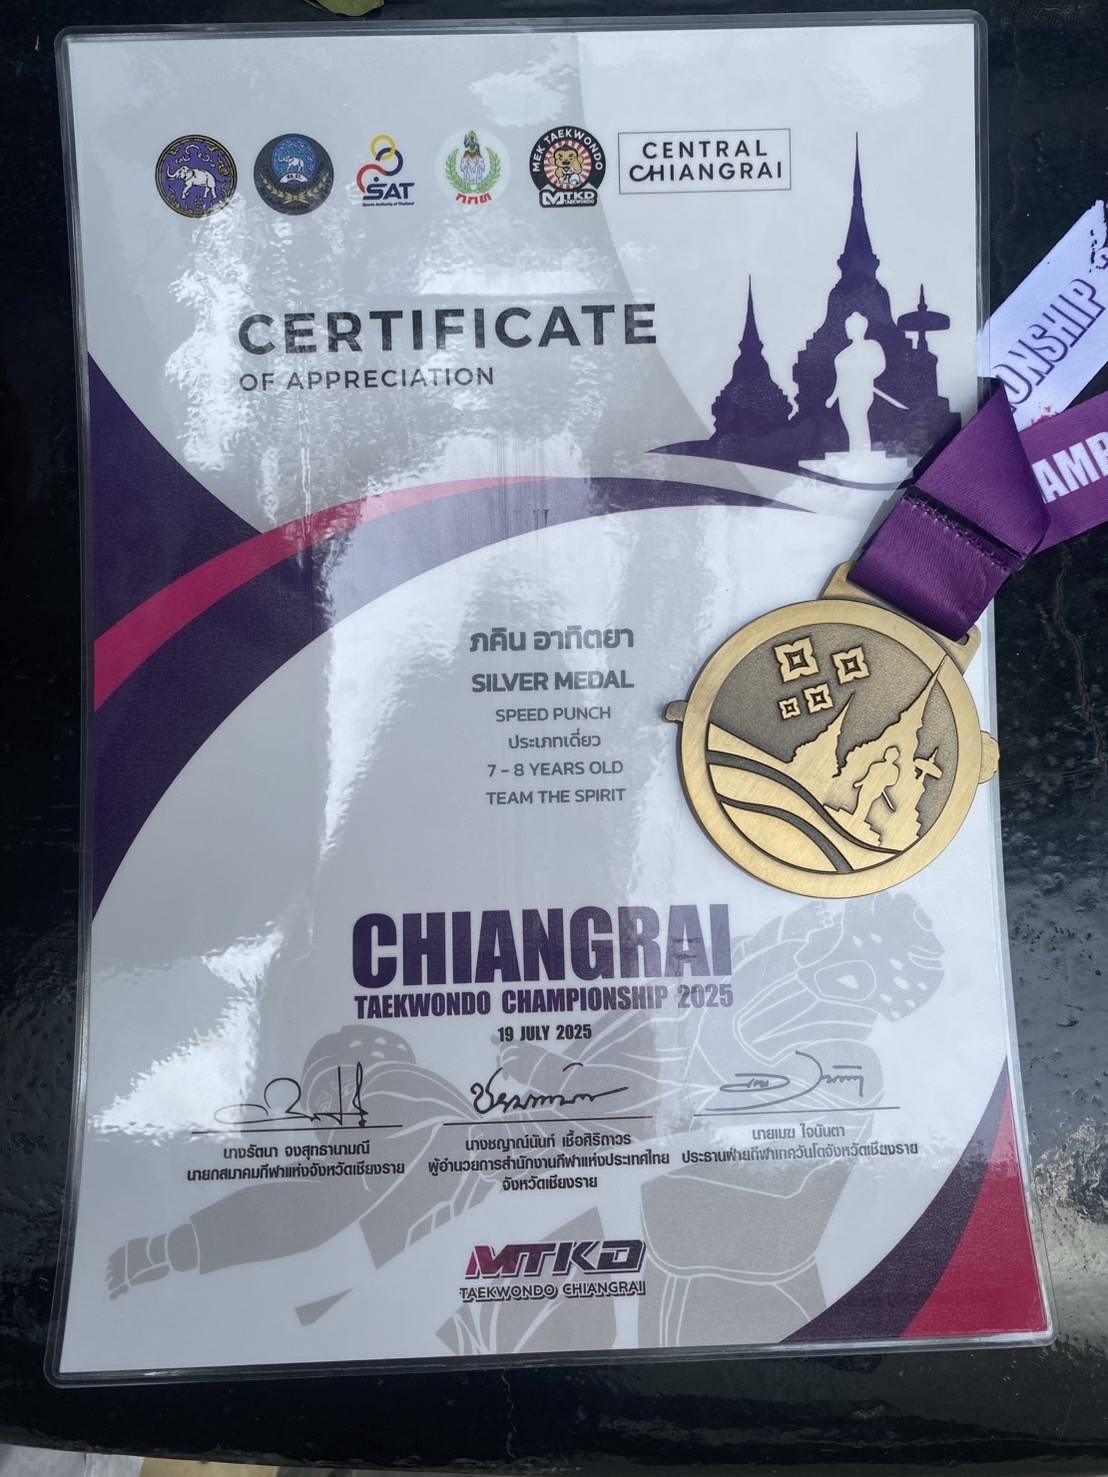 SAT
Sports Authority of Thailand
กกท
MEK TAEKWONDO
MTKD
TAEKWONDO
CENTRAL
CHIANGRAI
CERTIFICATE
OF APPRECIATION
ONSHIP
AMP
ภคิน อาทิตยา
SILVER MEDAL
SPEED PUNCH
ประเภทเดี่ยว
7 - 8 YEARS OLD
TEAM THE SPIRIT
CHIANGRAI
TAEKWONDO CHAMPIONSHIP 2025
19 JULY 2025
นางรัตนา จงสุทธานามณี
นายกสมาคมกีฬาแห่งจังหวัดเชียงราย
นางชญาณ์นันท์ เชื้อศิริถาวร
ผู้อำนวยการสำนักงานกีฬาแห่งประเทศไทย
จังหวัดเชียงราย
นายเมฆ ใจนันตา
ประธานฝ่ายกีฬาเทควันโดจังหวัดเชียงราย
MTKD
TAEKWONDO CHIANGRAI